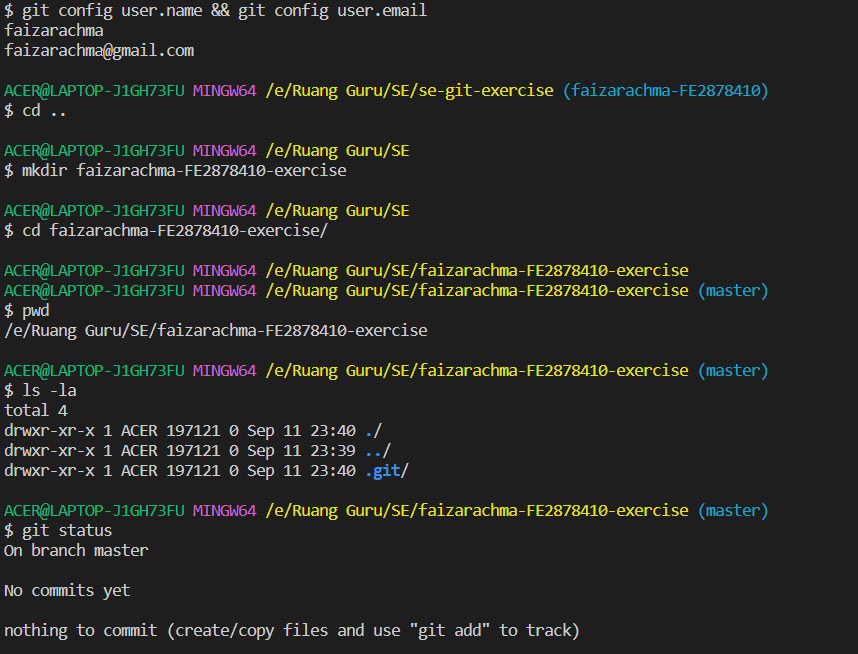 $ git config user.name && git config user.email
faizarachma
faizarachma@gmail.com
ACER@LAPTOP-J1GH73FU MINGW64 /e/Ruang Guru/SE/se-git-exercise (faizarachma-FE2878410)
$ cd ..
ACER@LAPTOP-J1GH73FU MINGW64 /e/Ruang Guru/SE
$ mkdir faizarachma-FE2878410-exercise
ACER@LAPTOP-J1GH73FU MINGW64 /e/Ruang Guru/SE
$ cd faizarachma-FE2878410-exercise/
ACER@LAPTOP-J1GH73FU MINGW64 /e/Ruang Guru/SE/faizarachma-FE2878410-exercise
ACER@LAPTOP-J1GH73FU MINGW64 /e/Ruang Guru/SE/faizarachma-FE2878410-exercise (master)
$ pwd
/e/Ruang Guru/SE/faizarachma-FE2878410-exercise
ACER@LAPTOP-J1GH73FU MINGW64 /e/Ruang Guru/SE/faizarachma-FE2878410-exercise (master)
$ ls -la
total 4
drwxr-xr-x 1 ACER 197121 0 Sep 11 23:40 ./
drwxr-xr-x 1 ACER 197121 0 Sep 11 23:39 ../
drwxr-xr-x 1 ACER 197121 0 Sep 11 23:40 .git/
ACER@LAPTOP-J1GH73FU MINGW64 /e/Ruang Guru/SE/faizarachma-FE2878410-exercise (master)
$ git status
On branch master
No commits yet
nothing to commit (create/copy files and use "git add" to track)